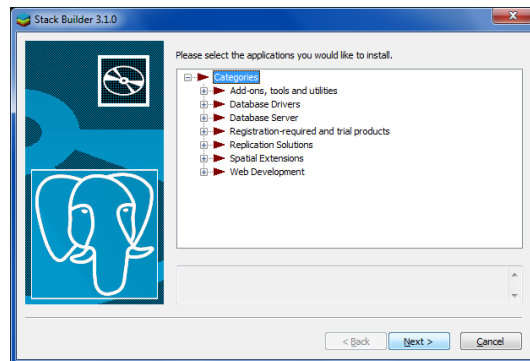 Stack Builder 3.1.0
Please select the applications you would like to install.
Categories
Add-ons, tools and utilities
Database Drivers
Database Server
Registration-required and trial products
Replication Solutions
Spatial Extensions
Web Development
< Back
Next >
Cancel